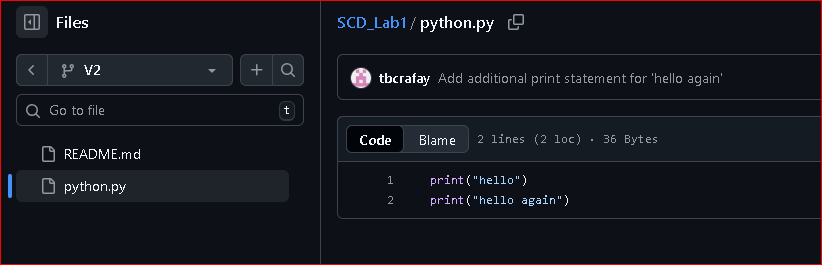 Files
V2
Go to file
t
README.md
python.py
SCD_Lab1 / python.py
tbcrafay Add additional print statement for 'hello again'
Code Blame 2 lines (2 loc) · 36 Bytes
1 print("hello")
2 print("hello again")